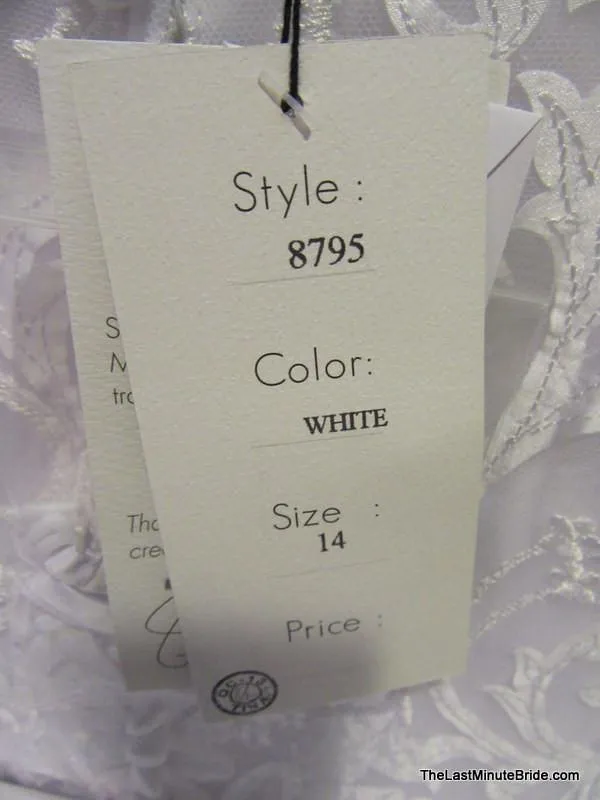 Style :
8795
Color:
WHITE
Size :
14
Price :
TheLastMinuteBride.com